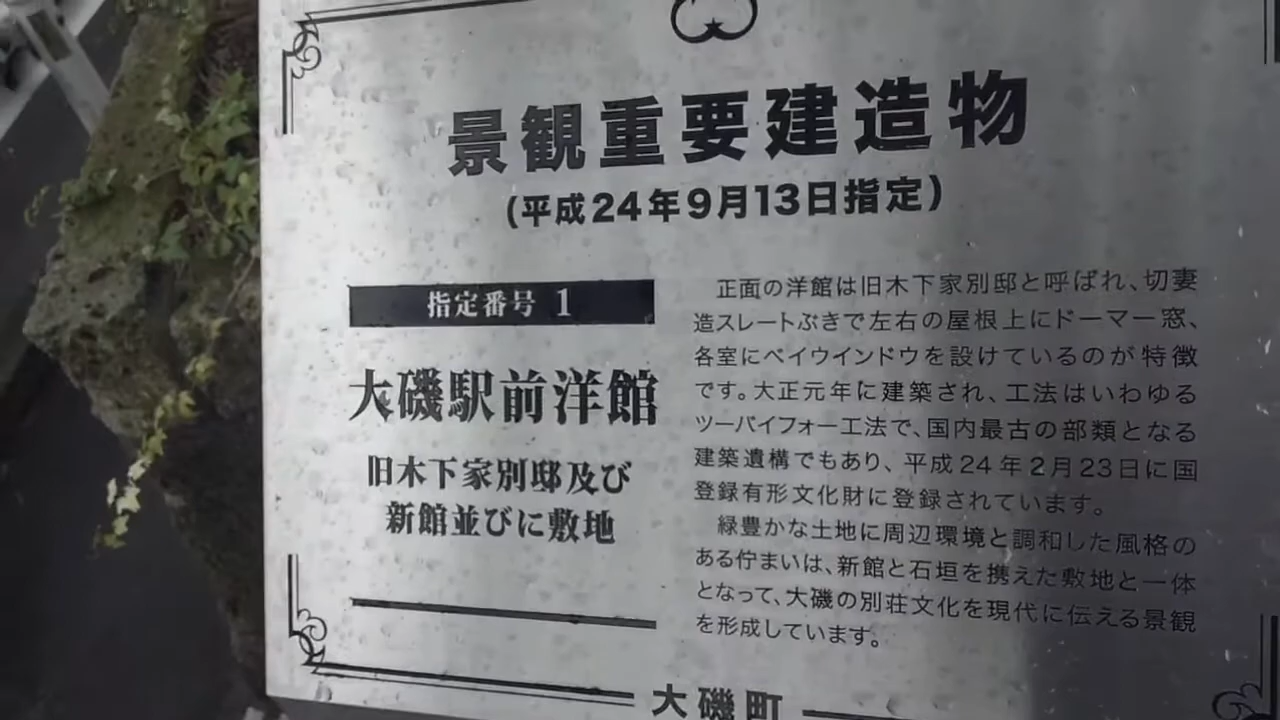 景観重要建造物
(平成24年9月13日指定)
指定番号 1
大磯駅前洋館
旧木下家別邸及び
新館並びに敷地
正面の洋館は旧木下家別邸と呼ばれ、切妻
造スレートぶきで左右の屋根上にドーマー窓、
各室にベイウインドウを設けているのが特徴
です。大正元年に建築され、工法はいわゆる
ツーバイフォー工法で、国内最古の部類となる
建築遺構でもあり、平成24年2月23日に国
登録有形文化財に登録されています。
緑豊かな土地に周辺環境と調和した風格の
ある佇まいは、新館と石垣を携えた敷地と一体
となって、大磯の別荘文化を現代に伝える景観
を形成しています。
大磯町